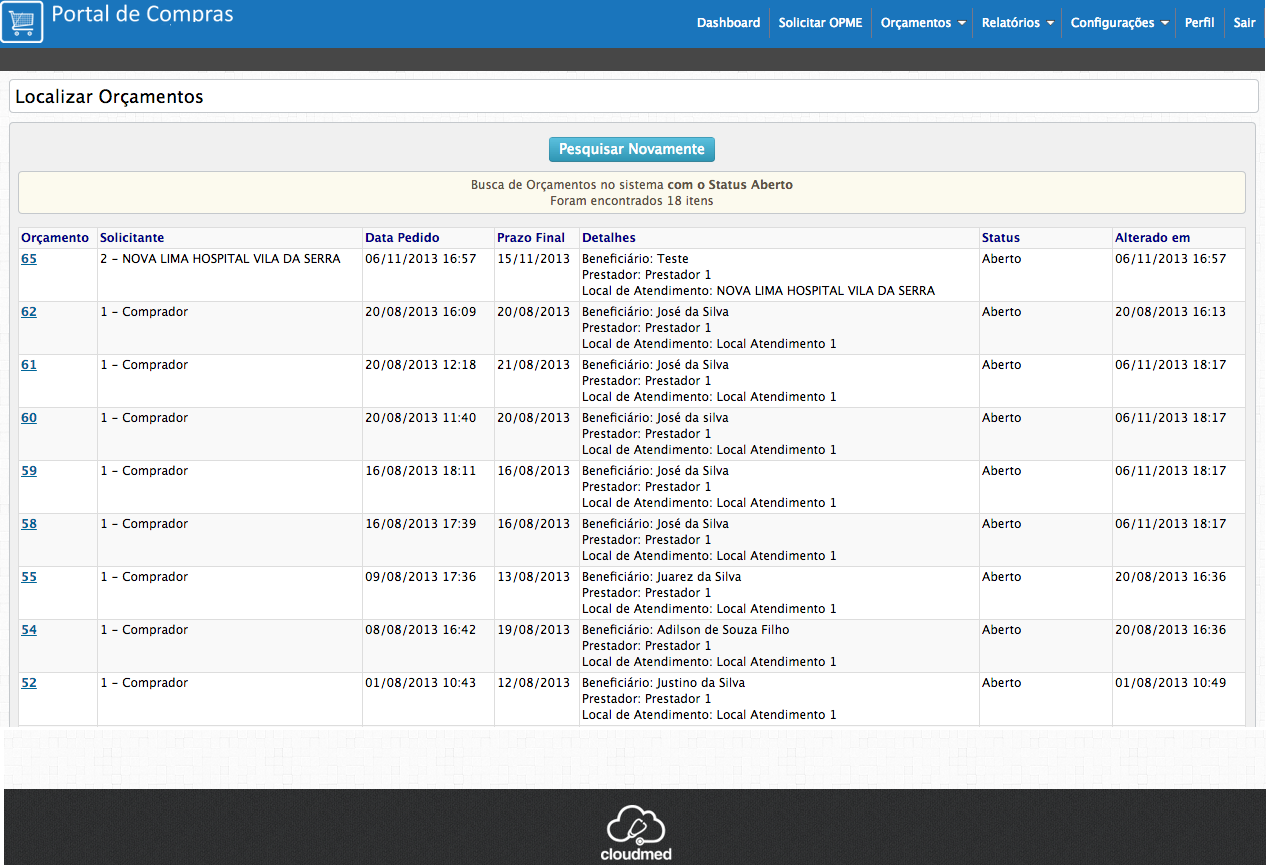 Portal de Compras
Dashboard Solicitar OPME Orçamentos Relatórios Configurações Perfil Sair
Localizar Orçamentos
Pesquisar Novamente
Busca de Orçamentos no sistema com o Status Aberto
Foram encontrados 18 itens
Orçamento Solicitante Data Pedido Prazo Final Detalhes Status Alterado em
65 2 - NOVA LIMA HOSPITAL VILA DA SERRA 06/11/2013 16:57 15/11/2013 Beneficiário: Teste Aberto 06/11/2013 16:57
Prestador: Prestador 1
Local de Atendimento: NOVA LIMA HOSPITAL VILA DA SERRA
62 1 - Comprador 20/08/2013 16:09 20/08/2013 Beneficiário: José da Silva Aberto 20/08/2013 16:13
Prestador: Prestador 1
Local de Atendimento: Local Atendimento 1
61 1 - Comprador 20/08/2013 12:18 21/08/2013 Beneficiário: José da Silva Aberto 06/11/2013 18:17
Prestador: Prestador 1
Local de Atendimento: Local Atendimento 1
60 1 - Comprador 20/08/2013 11:40 20/08/2013 Beneficiário: José da silva Aberto 06/11/2013 18:17
Prestador: Prestador 1
Local de Atendimento: Local Atendimento 1
59 1 - Comprador 16/08/2013 18:11 16/08/2013 Beneficiário: José da Silva Aberto 06/11/2013 18:17
Prestador: Prestador 1
Local de Atendimento: Local Atendimento 1
58 1 - Comprador 16/08/2013 17:39 16/08/2013 Beneficiário: José da Silva Aberto 06/11/2013 18:17
Prestador: Prestador 1
Local de Atendimento: Local Atendimento 1
55 1 - Comprador 09/08/2013 17:36 13/08/2013 Beneficiário: Juarez da Silva Aberto 20/08/2013 16:36
Prestador: Prestador 1
Local de Atendimento: Local Atendimento 1
54 1 - Comprador 08/08/2013 16:42 19/08/2013 Beneficiário: Adilson de Souza Filho Aberto 20/08/2013 16:36
Prestador: Prestador 1
Local de Atendimento: Local Atendimento 1
52 1 - Comprador 01/08/2013 10:43 12/08/2013 Beneficiário: Justino da Silva Aberto 01/08/2013 10:49
Prestador: Prestador 1
Local de Atendimento: Local Atendimento 1
cloudmed